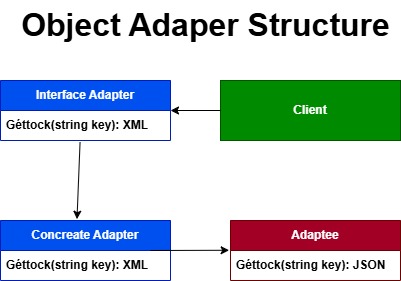 Object Adaper Structure
Interface Adapter
Client
Géttock(string key): XML
Concreate Adapter
Adaptee
Géttock(string key): XML
Géttock(string key): JSON